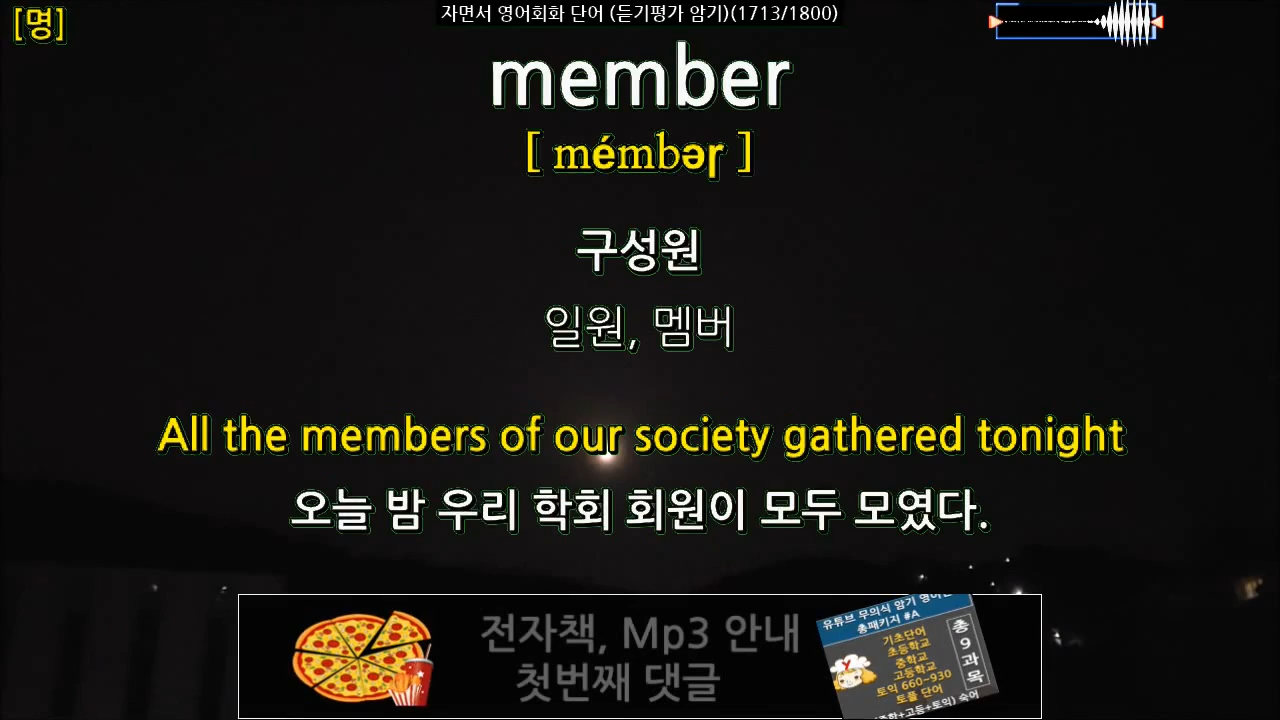 [명]
자면서 영어회화 단어 (듣기평가 암기)(1713/1800)
member
[ mémbəɼ ]
구성원
일원, 멤버
All the members of our society gathered tonight
오늘 밤 우리 학회 회원이 모두 모였다.
전자책, Mp3 안내
첫번째 댓글
유튜브 무의식 암기
총패키지 #A
기초단어
초등학교
중학교
고등학교
토익 660~930
토플 단어
총9과목